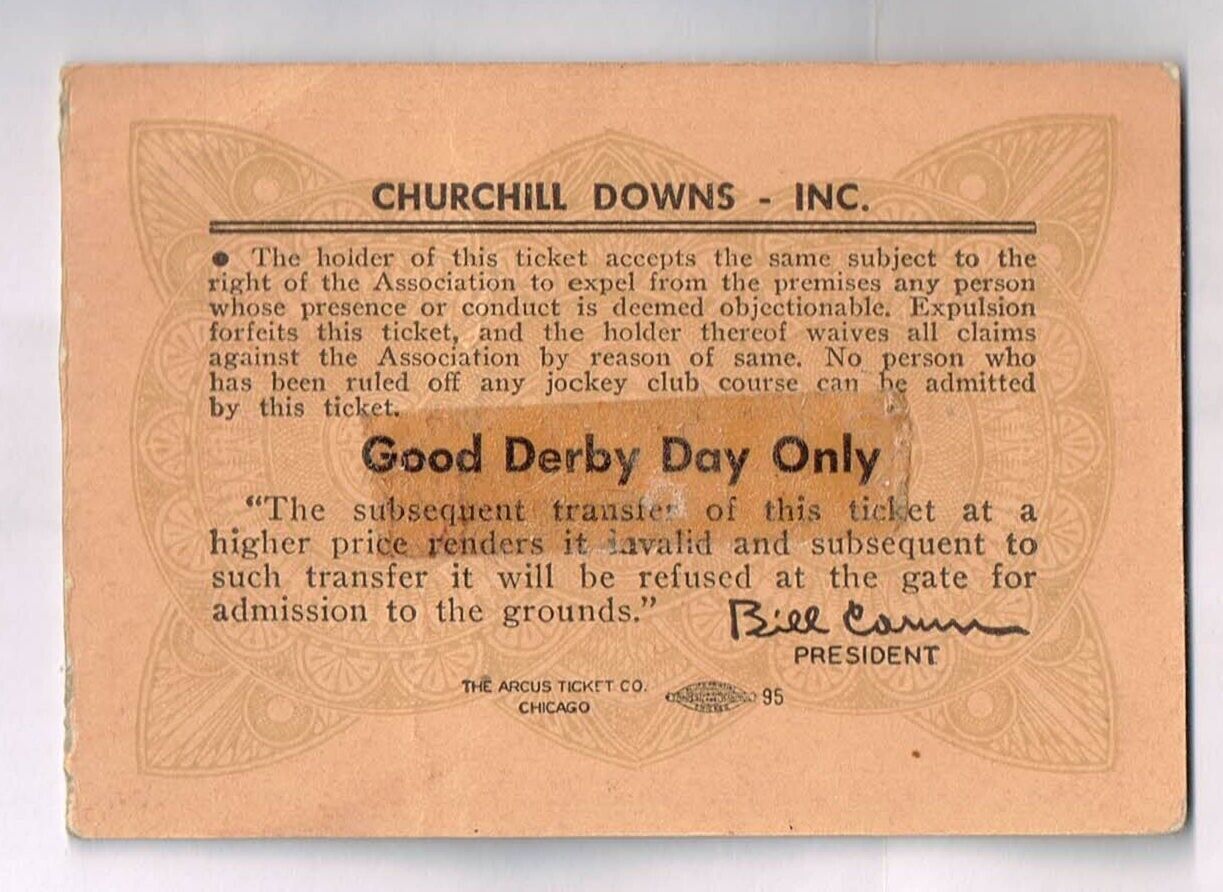 CHURCHILL DOWNS - INC.
● The holder of this ticket accepts the same subject to the
right of the Association to expel from the premises any person
whose presence or conduct is deemed objectionable. Expulsion
forfeits this ticket, and the holder thereof waives all claims
against the Association by reason of same. No person who
has been ruled off any jockey club course can be admitted
by this ticket.
Good Derby Day Only
"The subsequent transfer of this ticket at a
higher price renders it invalid and subsequent to
such transfer it will be refused at the gate for
admission to the grounds."
Bill
PRESIDENT
THE ARCUS TICKET CO.
CHICAGO
95